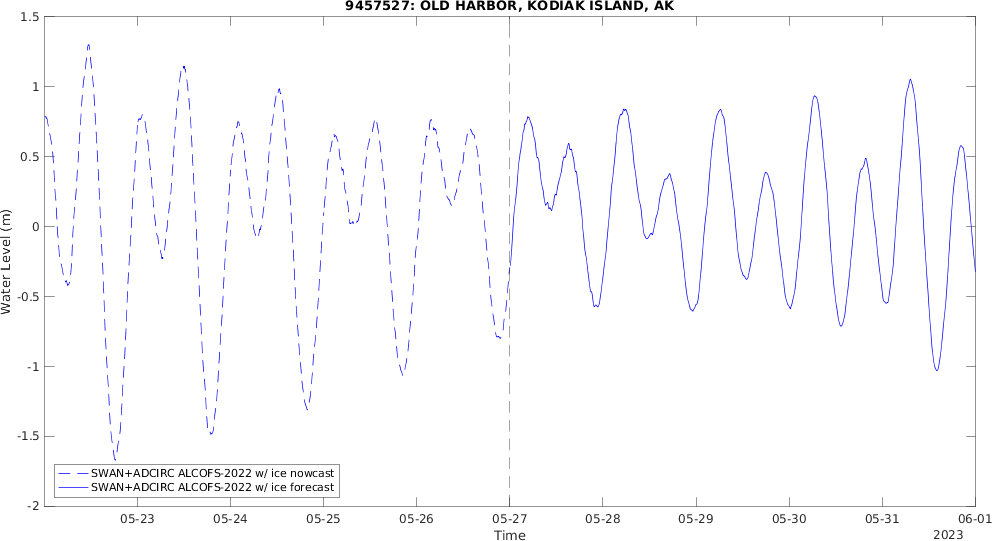 9457527: OLD HARBOR, KODIAK ISLAND, AK
1.5
1
0.5
0
-0.5
-1
-1.5
-2
Water Level (m)
SWAN+ADCIRC ALCOFS-2022 w/ ice nowcast
SWAN+ADCIRC ALCOFS-2022 w/ ice forecast
05-23 05-24 05-25 05-26 05-27 05-28 05-29 05-30 05-31 06-01
Time
2023